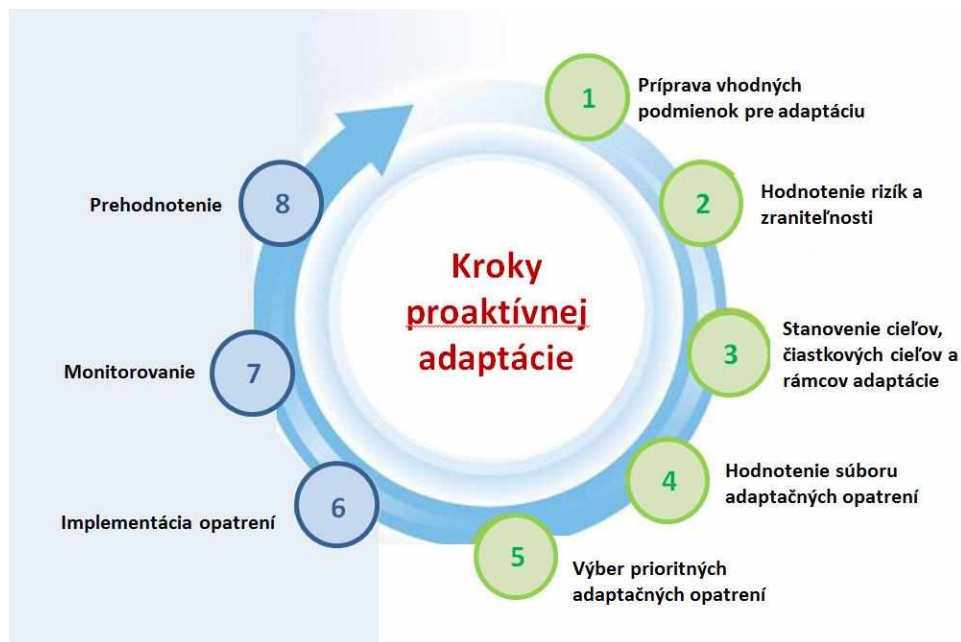 Kroky
proaktívnej
adaptácie
1
Príprava vhodných
podmienok pre adaptáciu
2
Hodnotenie rizík a
zraniteľnosti
3
Stanovenie cieľov,
čiastkových cieľov a
rámcov adaptácie
4
Hodnotenie súboru
adaptačných opatrení
5
Výber prioritných
adaptačných opatrení
6
Implementácia opatrení
7
Monitorovanie
8
Prehodnotenie